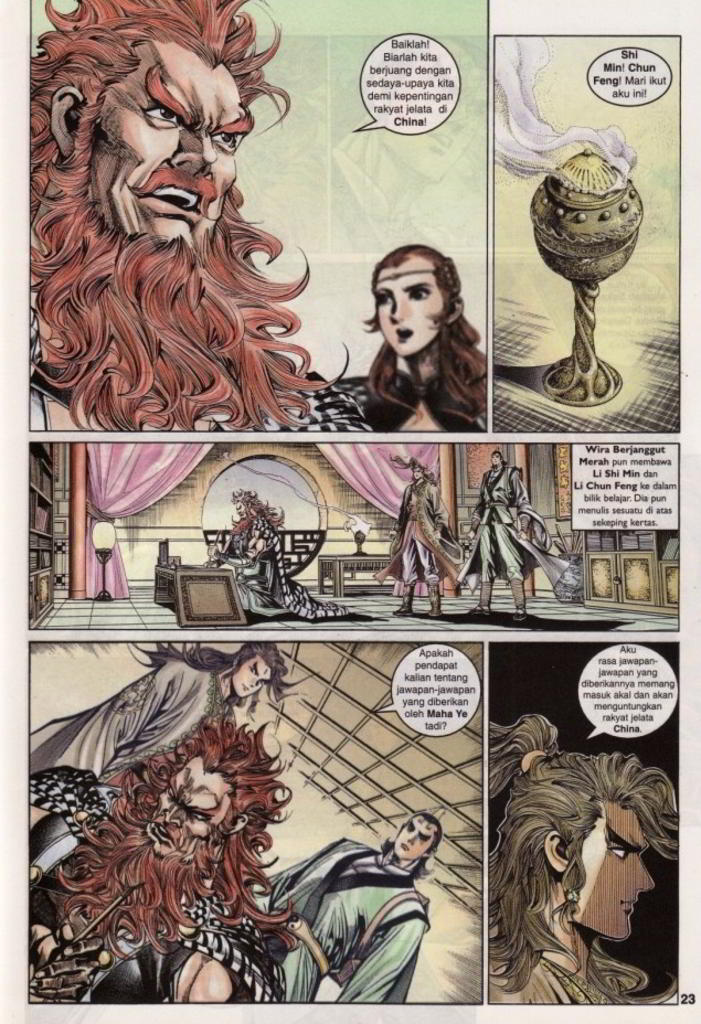 Baiklah!
Biarlah kita
berjuang dengan
sedaya-upaya kita
demi kepentingan
rakyat jelata di
China!
Shi
Min! Chun
Feng! Mari ikut
aku ini!
Wira Berjanggut
Merah pun membawa
Li Shi Min dan
Li Chun Feng ke dalam
bilik belajar. Dia pun
menulis sesuatu di atas
sekeping kertas.
Apakah
pendapat
kalian tentang
jawapan-jawapan
yang diberikan
oleh Maha Ye
tadi?
Aku
rasa jawapan-
jawapan yang
diberikannya memang
masuk akal dan akan
menguntungkan
rakyat jelata
China.
23